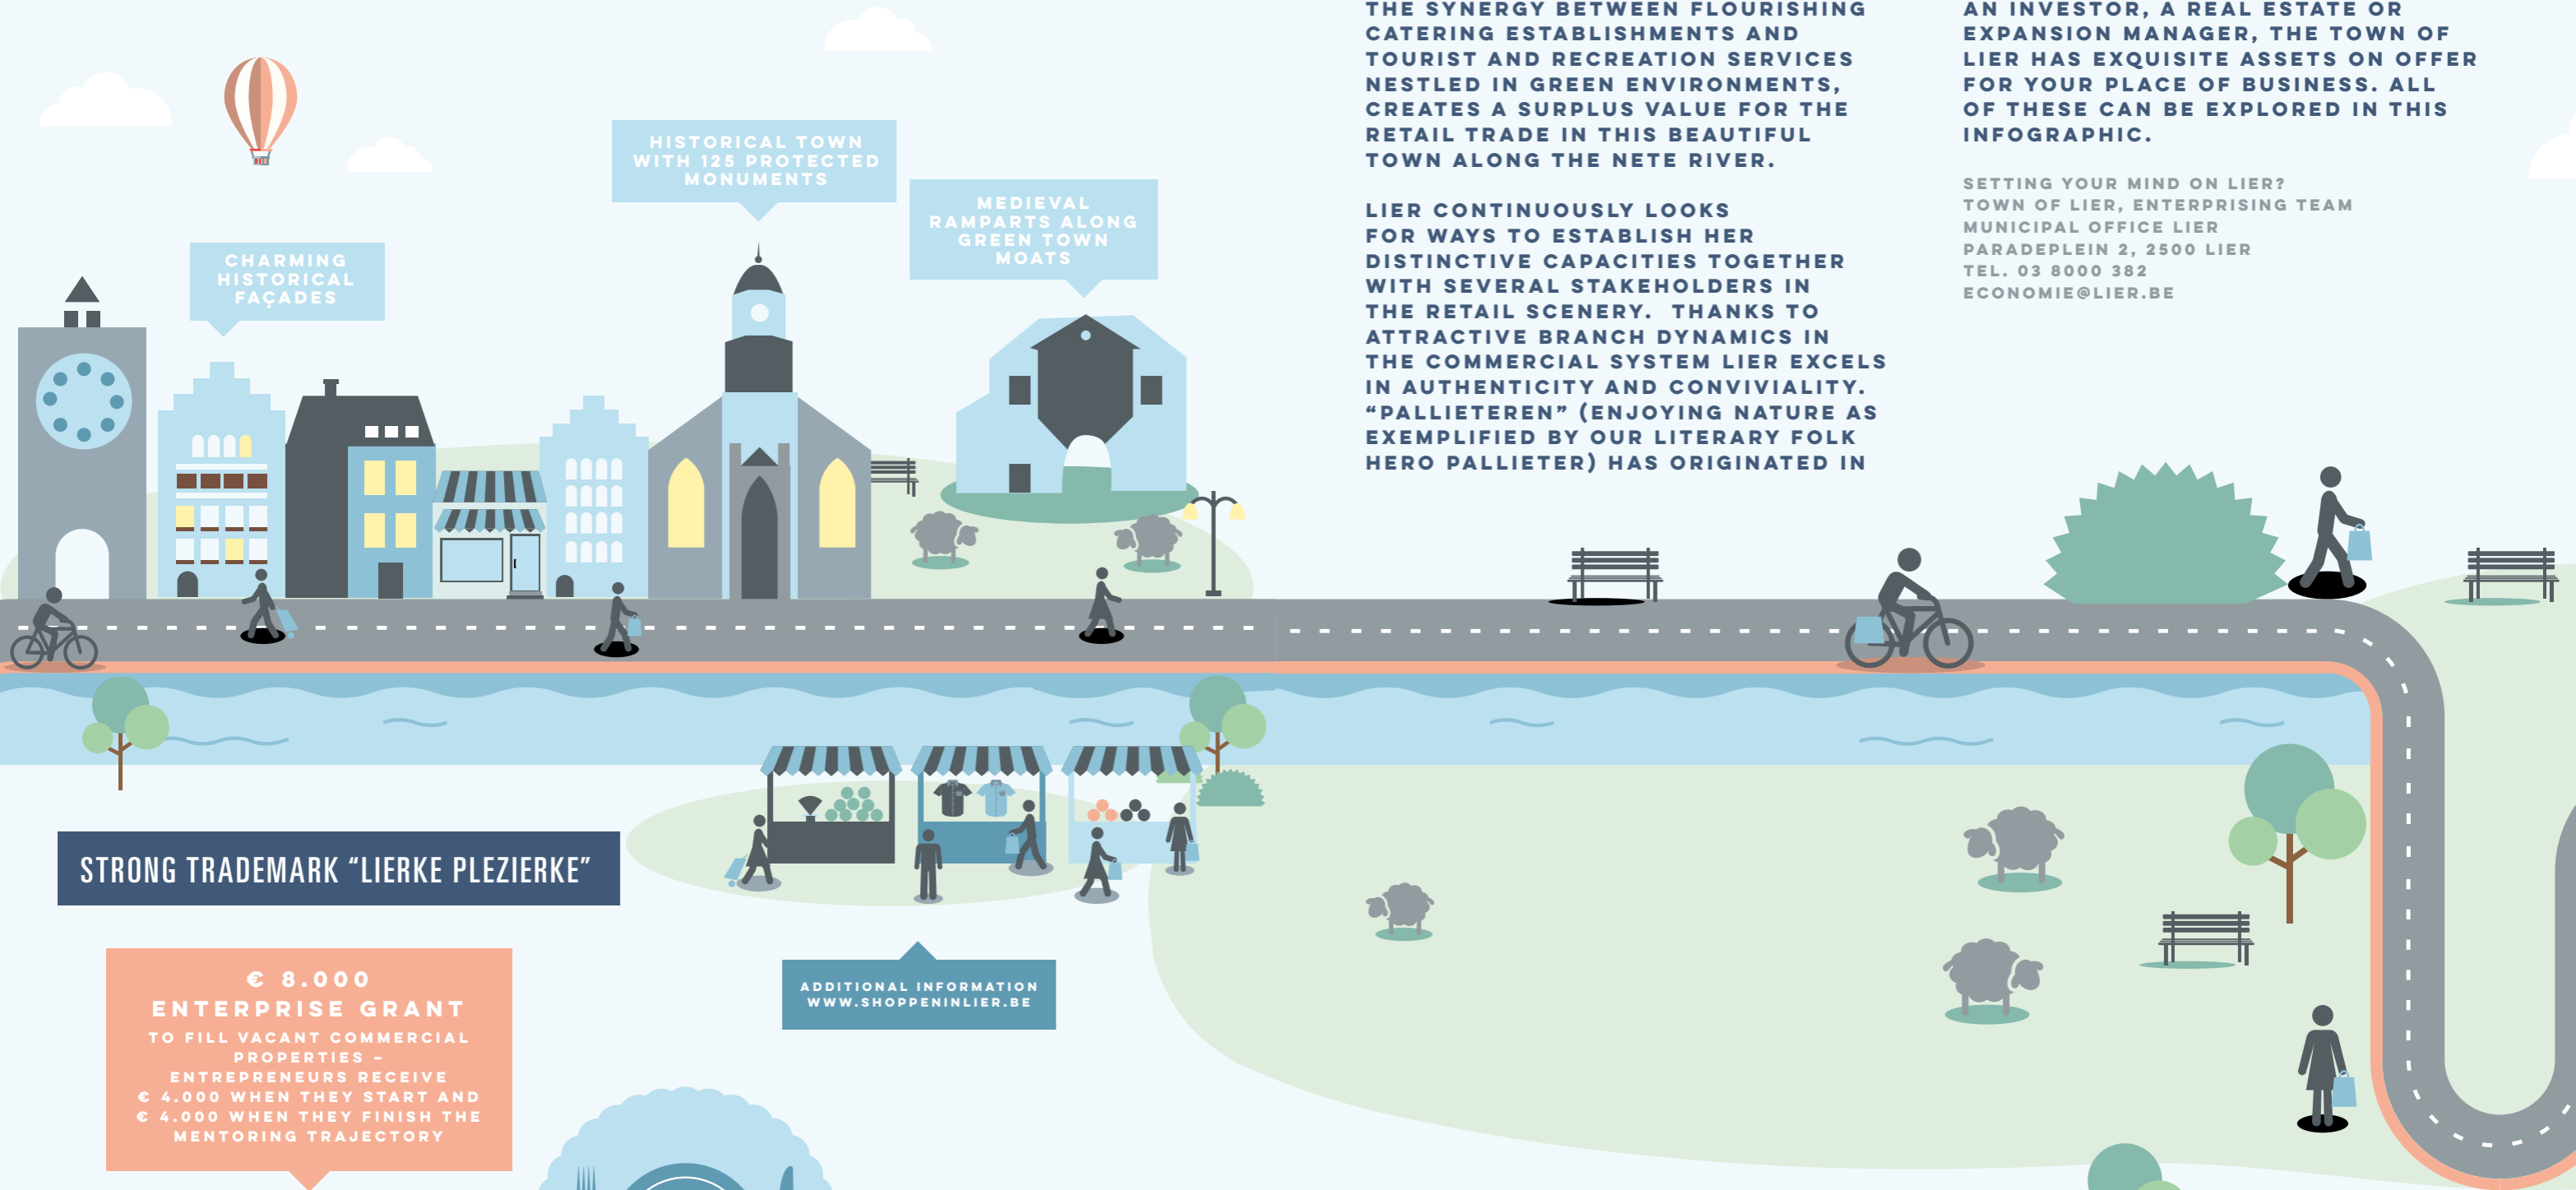 THE SYNERGY BETWEEN FLOURISHING
CATERING ESTABLISHMENTS AND
TOURIST AND RECREATION SERVICES
NESTLED IN GREEN ENVIRONMENTS,
CREATES A SURPLUS VALUE FOR THE
RETAIL TRADE IN THIS BEAUTIFUL
TOWN ALONG THE NETE RIVER.
LIER CONTINUOUSLY LOOKS
FOR WAYS TO ESTABLISH HER
DISTINCTIVE CAPACITIES TOGETHER
WITH SEVERAL STAKEHOLDERS IN
THE RETAIL SCENERY. THANKS TO
ATTRACTIVE BRANCH DYNAMICS IN
THE COMMERCIAL SYSTEM LIER EXCELS
IN AUTHENTICITY AND CONVIVIALITY.
“PALLIETEREN” (ENJOYING NATURE AS
EXEMPLIFIED BY OUR LITERARY FOLK
HERO PALLIETER) HAS ORIGINATED IN
AN INVESTOR, A REAL ESTATE OR
EXPANSION MANAGER, THE TOWN OF
LIER HAS EXQUISITE ASSETS ON OFFER
FOR YOUR PLACE OF BUSINESS. ALL
OF THESE CAN BE EXPLORED IN THIS
INFOGRAPHIC.
SETTING YOUR MIND ON LIER?
TOWN OF LIER, ENTERPRISING TEAM
MUNICIPAL OFFICE LIER
PARADEPLEIN 2, 2500 LIER
TEL. 03 8000 382
ECONOMIE@LIER.BE
HISTORICAL TOWN
WITH 125 PROTECTED
MONUMENTS
MEDIEVAL
RAMPARTS ALONG
GREEN TOWN
MOATS
CHARMING
HISTORICAL
FAÇADES
STRONG TRADEMARK “LIERKE PLEZIERKE”
€ 8.000
ENTERPRISE GRANT
TO FILL VACANT COMMERCIAL
PROPERTIES –
ENTREPRENEURS RECEIVE
€ 4.000 WHEN THEY START AND
€ 4.000 WHEN THEY FINISH THE
MENTORING TRAJECTORY
ADDITIONAL INFORMATION
WWW.SHOPPENINLIER.BE